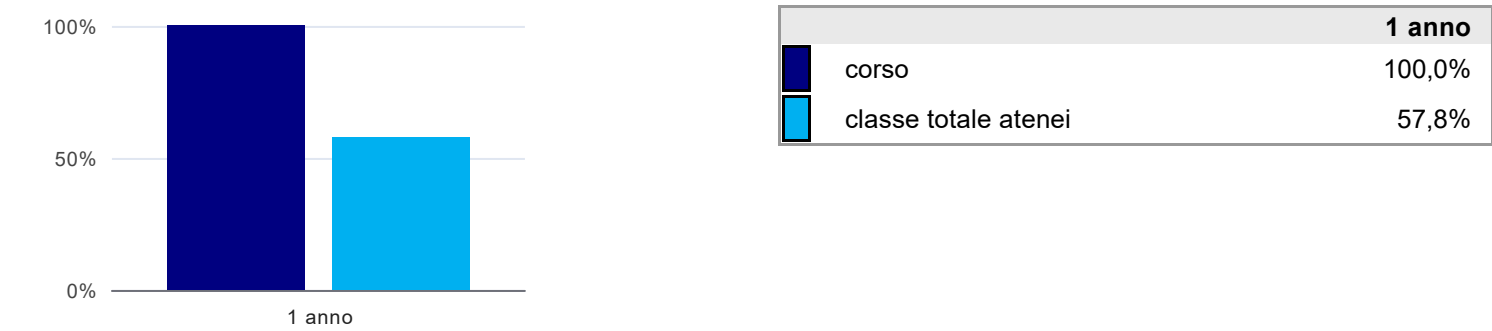 100%
50%
0%
1 anno
1 anno
corso 100,0%
classe totale atenei 57,8%